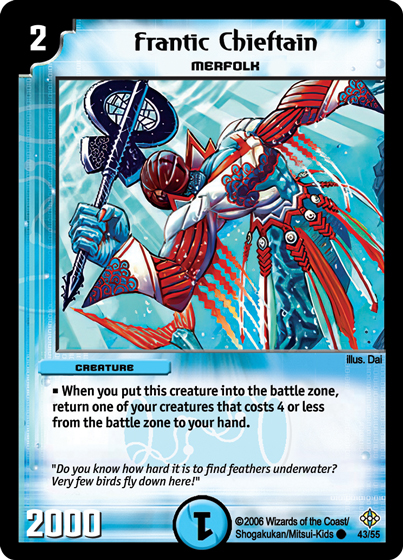 2
Frantic Chieftain
MERFOLK
illus. Dai
CREATURE
▪ When you put this creature into the battle zone,
return one of your creatures that costs 4 or less
from the battle zone to your hand.
"Do you know how hard it is to find feathers underwater?
Very few birds fly down here!"
2000
1
©2006 Wizards of the Coast/
Shogakukan/Mitsui-Kids ● 43/55